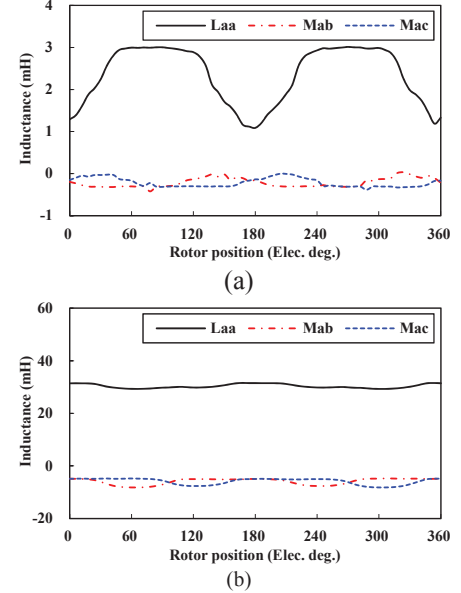 (a)
4
3
2
1
0
-1
Inductance (mH)
Laa Mab Mac
0 60 120 180 240 300 360
Rotor position (Elec. deg.)
(a)
60
40
20
0
-20
Inductance (mH)
Laa Mab Mac
0 60 120 180 240 300 360
Rotor position (Elec. deg.)
(b)